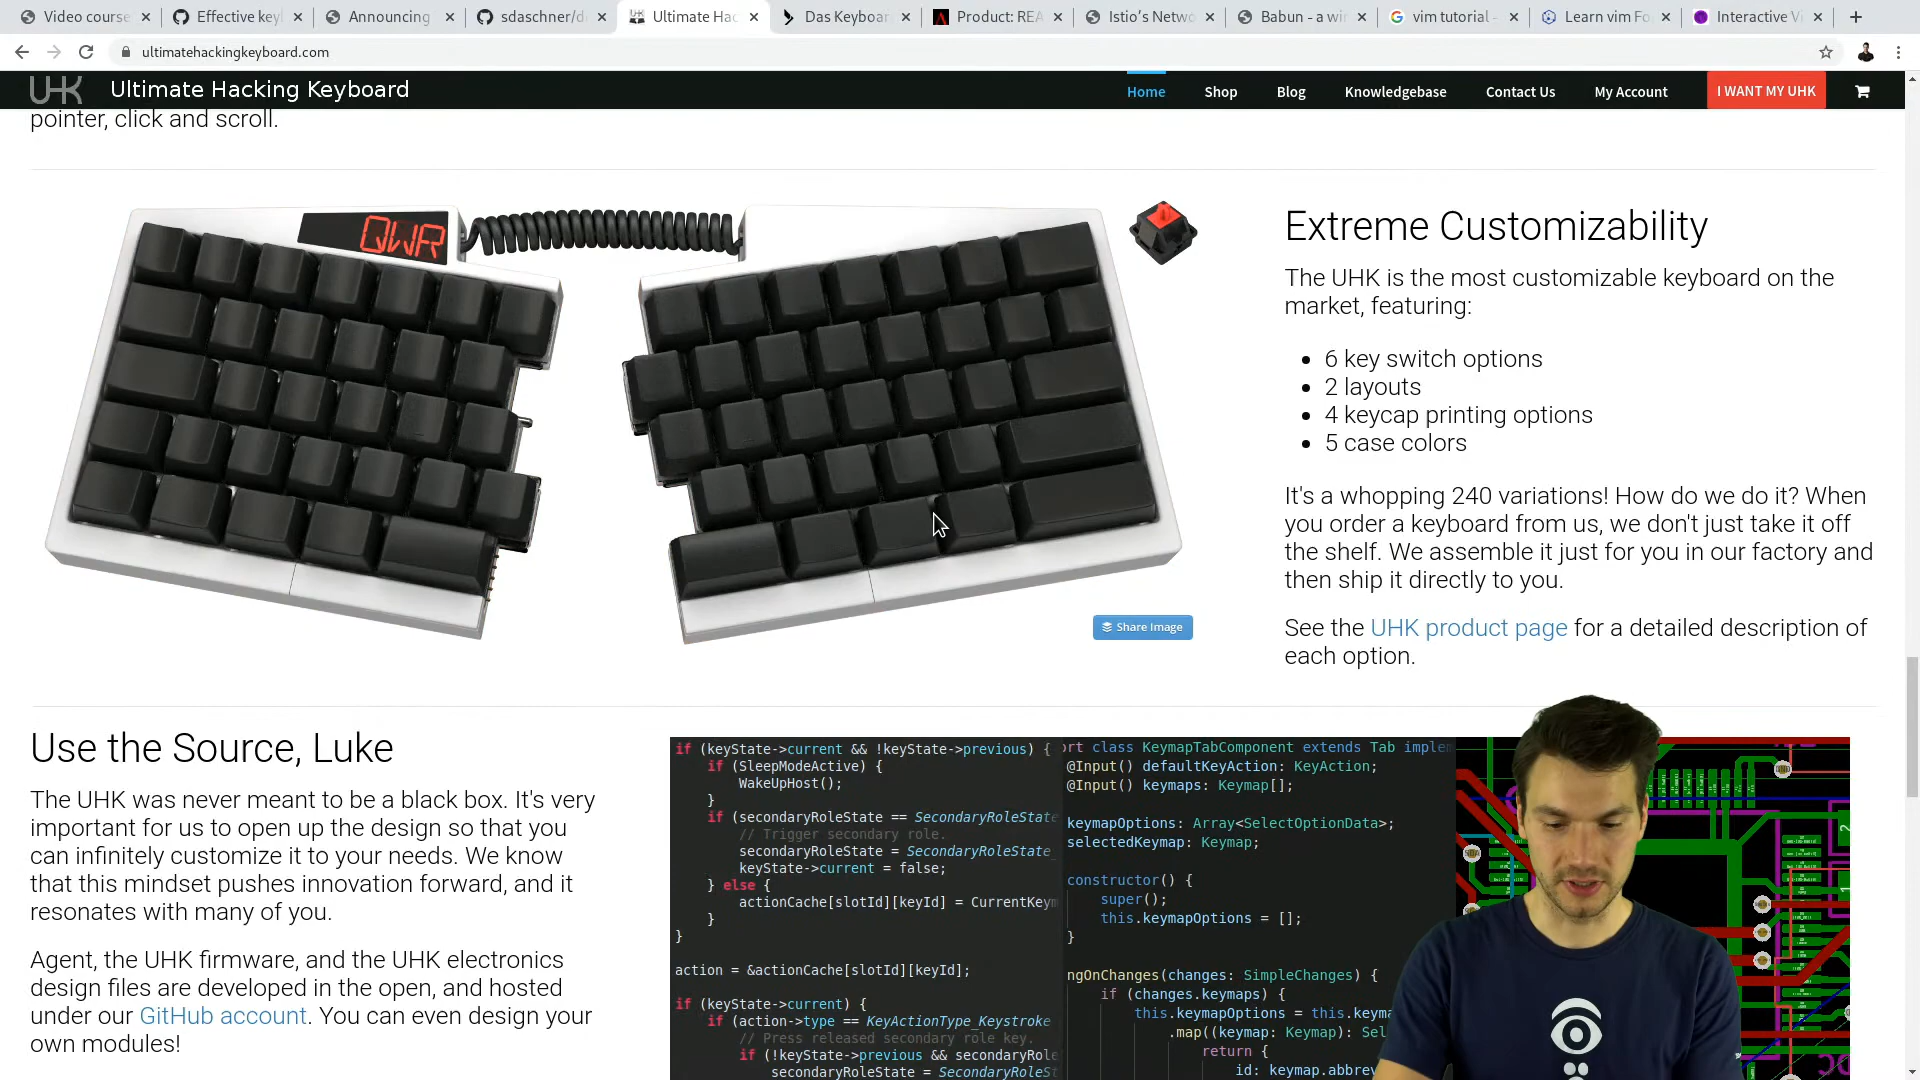 Video course
Effective keyl
Announcing
sdaschner/d
Ultimate Hac
Das Keyboar
Product: REA
Istio's Netwo
Babun - a win
vim tutorial -
Learn vim Fo
Interactive Vi
ultimatehackingkeyboard.com
UHK
Ultimate Hacking Keyboard
Home
Shop
Blog
Knowledgebase
Contact Us
My Account
I WANT MY UHK
pointer, click and scroll.
QWR
Share Image
Extreme Customizability
The UHK is the most customizable keyboard on the
market, featuring:
6 key switch options
2 layouts
4 keycap printing options
5 case colors
It's a whopping 240 variations! How do we do it? When
you order a keyboard from us, we don't just take it off
the shelf. We assemble it just for you in our factory and
then ship it directly to you.
See the UHK product page for a detailed description of
each option.
Use the Source, Luke
The UHK was never meant to be a black box. It's very
important for us to open up the design so that you
can infinitely customize it to your needs. We know
that this mindset pushes innovation forward, and it
resonates with many of you.
Agent, the UHK firmware, and the UHK electronics
design files are developed in the open, and hosted
under our GitHub account. You can even design your
own modules!
if (keyState->current && !keyState->previous) {
if (SleepModeActive) {
WakeUpHost();
}
if (secondaryRoleState == SecondaryRoleState
// Trigger secondary role.
secondaryRoleState = SecondaryRoleState_
keyState->current = false;
} else {
actionCache[slotId][keyId] = CurrentKeym
}
}
action = &actionCache[slotId][keyId];
if (keyState->current) {
if (action->type == KeyActionType_Keystroke
// Press released secondary role key.
if (!keyState->previous && secondaryRole
secondaryRoleState = SecondaryRoleSt
ort class KeymapTabComponent extends Tab implem
@Input() defaultKeyAction: KeyAction;
@Input() keymaps: Keymap[];
keymapOptions: Array<SelectOptionData>;
selectedKeymap: Keymap;
constructor() {
super();
this.keymapOptions = [];
}
ngOnChanges(changes: SimpleChanges) {
if (changes.keymaps) {
this.keymapOptions = this.keyma
.map((keymap: Keymap): Sel
return {
id: keymap.abbrev